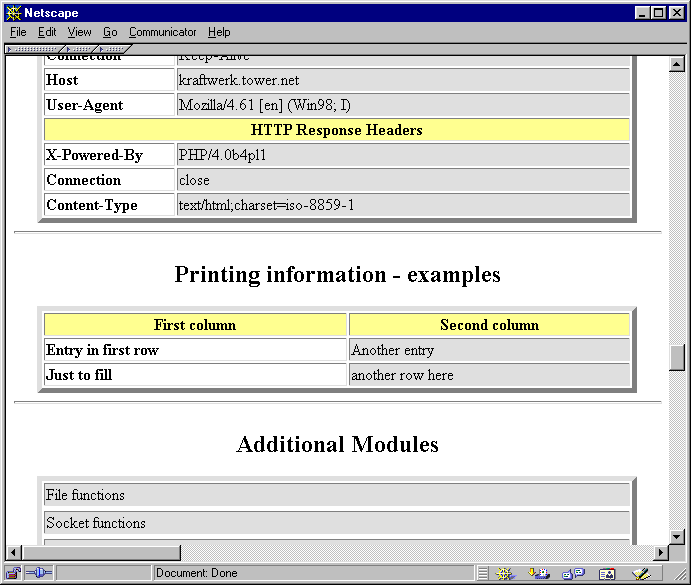 Netscape
File Edit View Go Communicator Help
Connection Keep-Alive
Host kraftwerk.tower.net
User-Agent Mozilla/4.61 [en] (Win98; I)
HTTP Response Headers
X-Powered-By PHP/4.0b4pl1
Connection close
Content-Type text/html;charset=iso-8859-1
Printing information - examples
First column Second column
Entry in first row Another entry
Just to fill another row here
Additional Modules
File functions
Socket functions
Document: Done